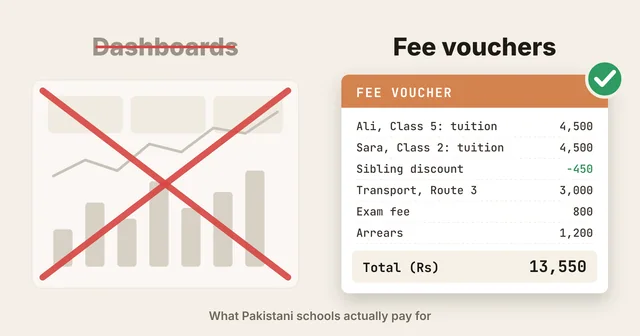 Dashboards
Fee vouchers
FEE VOUCHER
Ali, Class 5: tuition 4,500
Sara, Class 2: tuition 4,500
Sibling discount -450
Transport, Route 3 3,000
Exam fee 800
Arrears 1,200
Total (Rs) 13,550
What Pakistani schools actually pay for